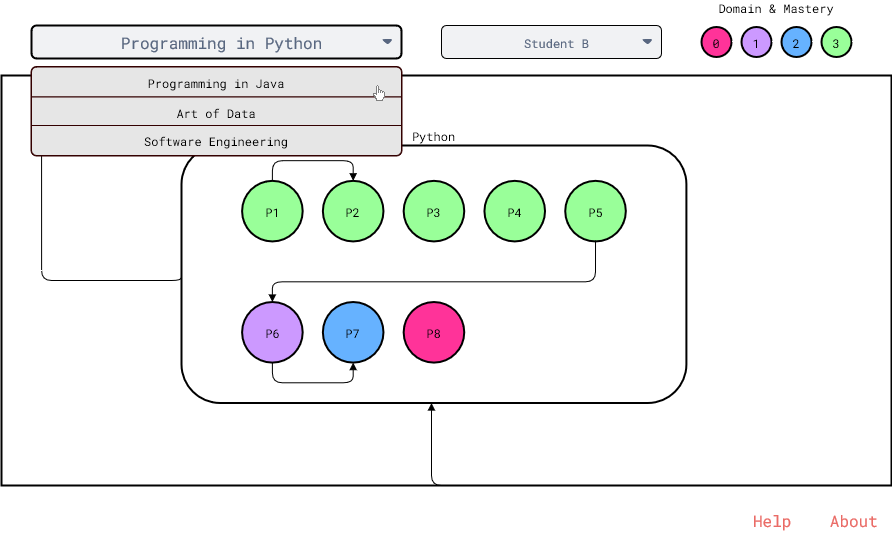 Domain & Mastery
Programming in Python
Student B
0 1 2 3
Programming in Java
Art of Data
Software Engineering
Python
P1 P2 P3 P4 P5
P6 P7 P8
Help About